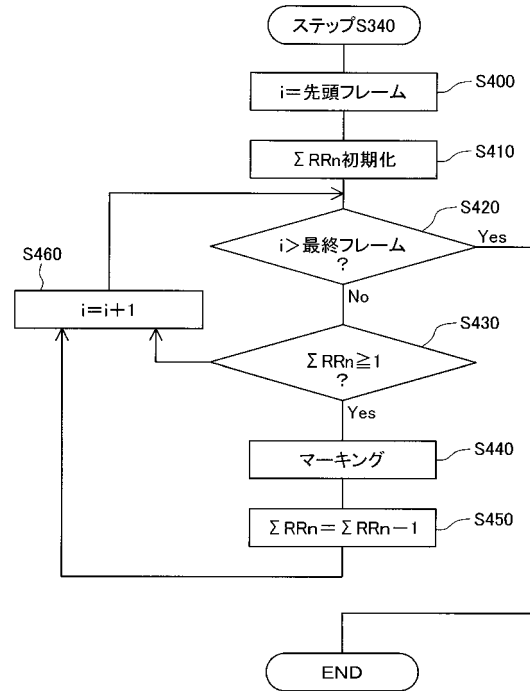 ステップS340
i=先頭フレーム
S400
ΣRRn初期化
S410
S420
i>最終フレーム
?
Yes
No
S460
i=i+1
S430
ΣRRn≧1
?
Yes
マーキング
S440
ΣRRn=ΣRRn-1
S450
END